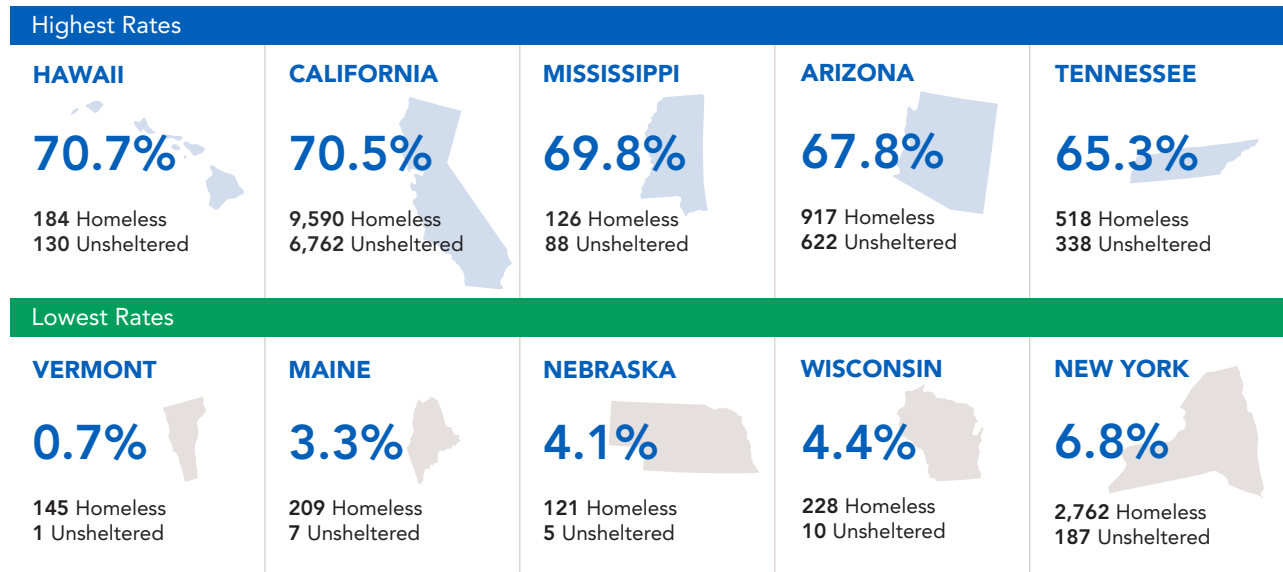 Highest Rates
HAWAII
70.7%
184 Homeless
130 Unsheltered
CALIFORNIA
70.5%
9,590 Homeless
6,762 Unsheltered
MISSISSIPPI
69.8%
126 Homeless
88 Unsheltered
ARIZONA
67.8%
917 Homeless
622 Unsheltered
TENNESSEE
65.3%
518 Homeless
338 Unsheltered
Lowest Rates
VERMONT
0.7%
145 Homeless
1 Unsheltered
MAINE
3.3%
209 Homeless
7 Unsheltered
NEBRASKA
4.1%
121 Homeless
5 Unsheltered
WISCONSIN
4.4%
228 Homeless
10 Unsheltered
NEW YORK
6.8%
2,762 Homeless
187 Unsheltered